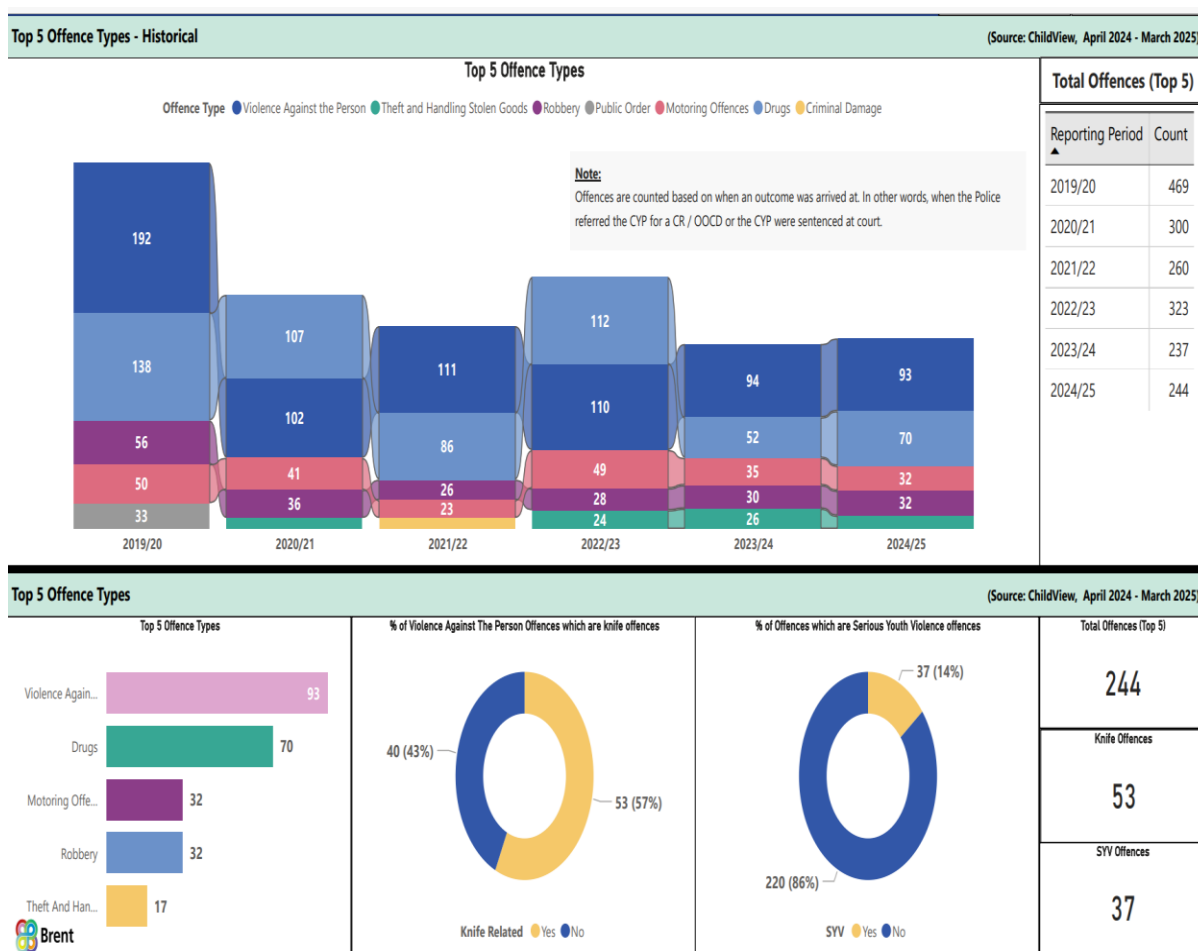 Top 5 Offence Types - Historical
(Source: ChildView, April 2024 - March 2025)
Top 5 Offence Types
Offence Type Violence Against the Person Theft and Handling Stolen Goods Robbery Public Order Motoring Offences Drugs Criminal Damage
Note:
Offences are counted based on when an outcome was arrived at. In other words, when the Police
referred the CYP for a CR / OOCD or the CYP were sentenced at court.
192
138
56
50
33
107
102
41
36
111
86
26
23
112
110
49
28
24
94
52
35
30
26
93
70
32
32
2019/20 2020/21 2021/22 2022/23 2023/24 2024/25
Total Offences (Top 5)
Reporting Period Count
2019/20 469
2020/21 300
2021/22 260
2022/23 323
2023/24 237
2024/25 244
Top 5 Offence Types
(Source: ChildView, April 2024 - March 2025)
Top 5 Offence Types
Violence Again... 93
Drugs 70
Motoring Offe... 32
Robbery 32
Theft And Han... 17
Brent
% of Violence Against The Person Offences which are knife offences
40 (43%)
53 (57%)
Knife Related Yes No
% of Offences which are Serious Youth Violence offences
37 (14%)
220 (86%)
SYV Yes No
Total Offences (Top 5)
244
Knife Offences
53
SYV Offences
37